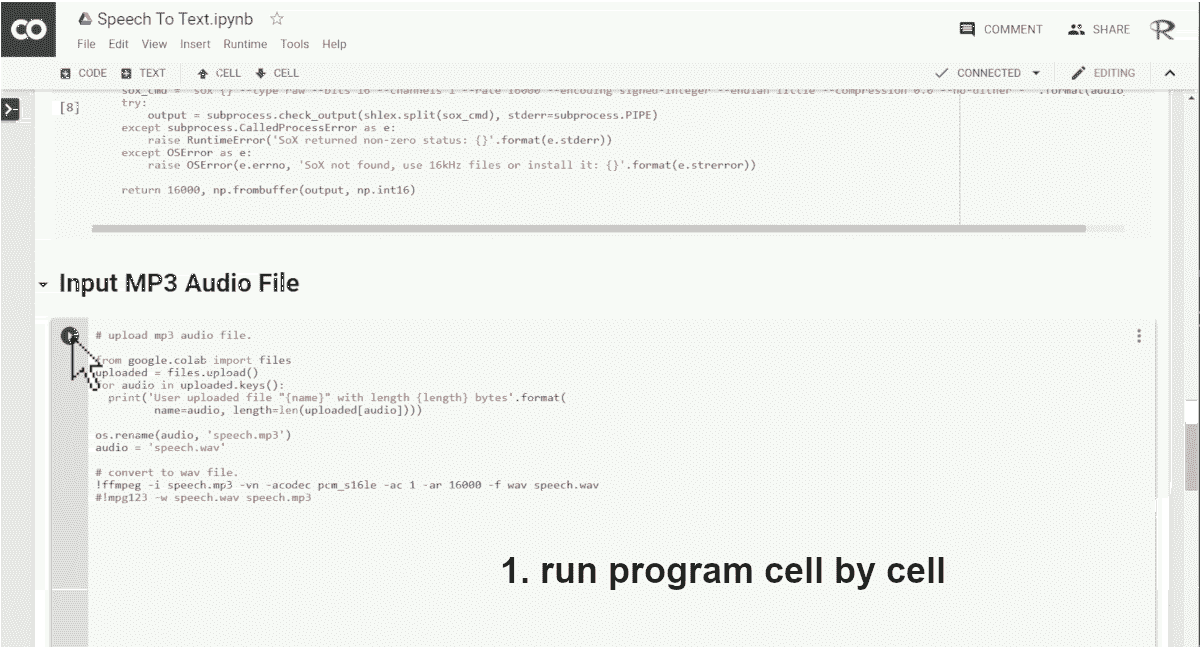 CO
Speech To Text.ipynb
COMMENT SHARE R
File Edit View Insert Runtime Tools Help
CODE TEXT CELL CELL CONNECTED EDITING
sox_cmd = 'sox {} --type raw --bits 16 --channels 1 --rate 16000 --encoding signed-integer --endian little --compression 0.0 --no-dither - '.format(audio
[8] try:
output = subprocess.check_output(shlex.split(sox_cmd), stderr=subprocess.PIPE)
except subprocess.CalledProcessError as e:
raise RuntimeError('SoX returned non-zero status: {}'.format(e.stderr))
except OSError as e:
raise OSError(e.errno, 'SoX not found, use 16kHz files or install it: {}'.format(e.strerror))
return 16000, np.frombuffer(output, np.int16)
Input MP3 Audio File
# upload mp3 audio file.
from google.colab import files
uploaded = files.upload()
for audio in uploaded.keys():
print('User uploaded file "{name}" with length {length} bytes'.format(
name=audio, length=len(uploaded[audio])))
os.rename(audio, 'speech.mp3')
audio = 'speech.wav'
# convert to wav file.
!ffmpeg -i speech.mp3 -vn -acodec pcm_s16le -ac 1 -ar 16000 -f wav speech.wav
#!mpg123 -w speech.wav speech.mp3
1. run program cell by cell